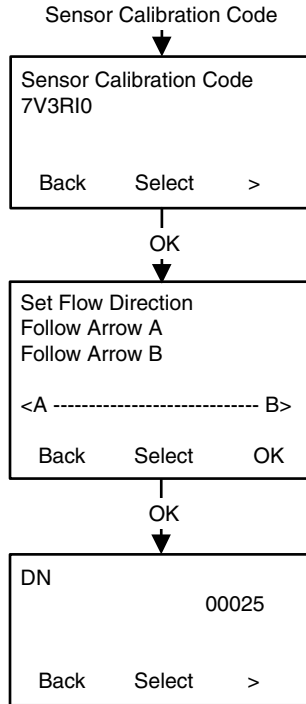 Sensor Calibration Code
Sensor Calibration Code
7V3RI0
Back Select >
OK
Set Flow Direction
Follow Arrow A
Follow Arrow B
<A ----------------------------- B>
Back Select OK
OK
DN
00025
Back Select >